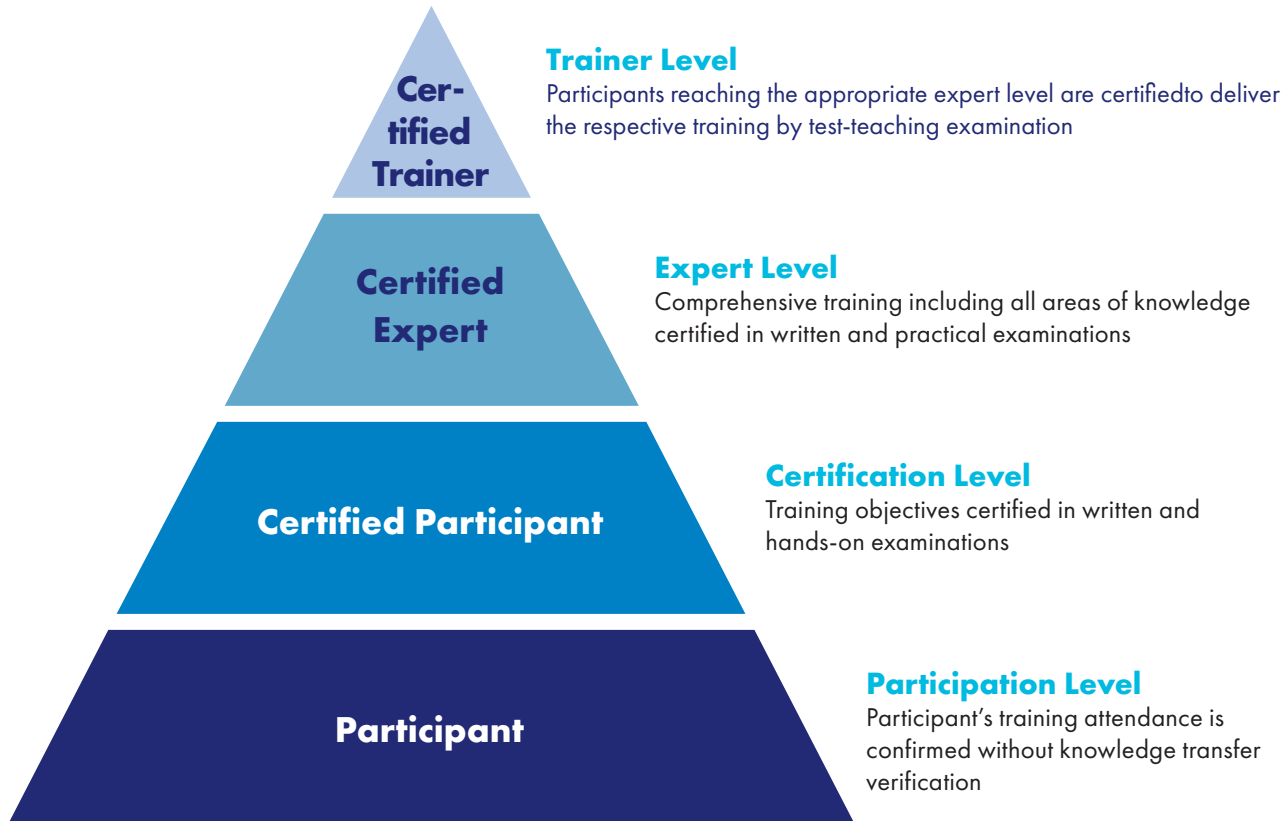 Cer-
tified
Trainer
Trainer Level
Participants reaching the appropriate expert level are certifiedto deliver
the respective training by test-teaching examination
Certified
Expert
Expert Level
Comprehensive training including all areas of knowledge
certified in written and practical examinations
Certified Participant
Certification Level
Training objectives certified in written and
hands-on examinations
Participant
Participation Level
Participant’s training attendance is
confirmed without knowledge transfer
verification